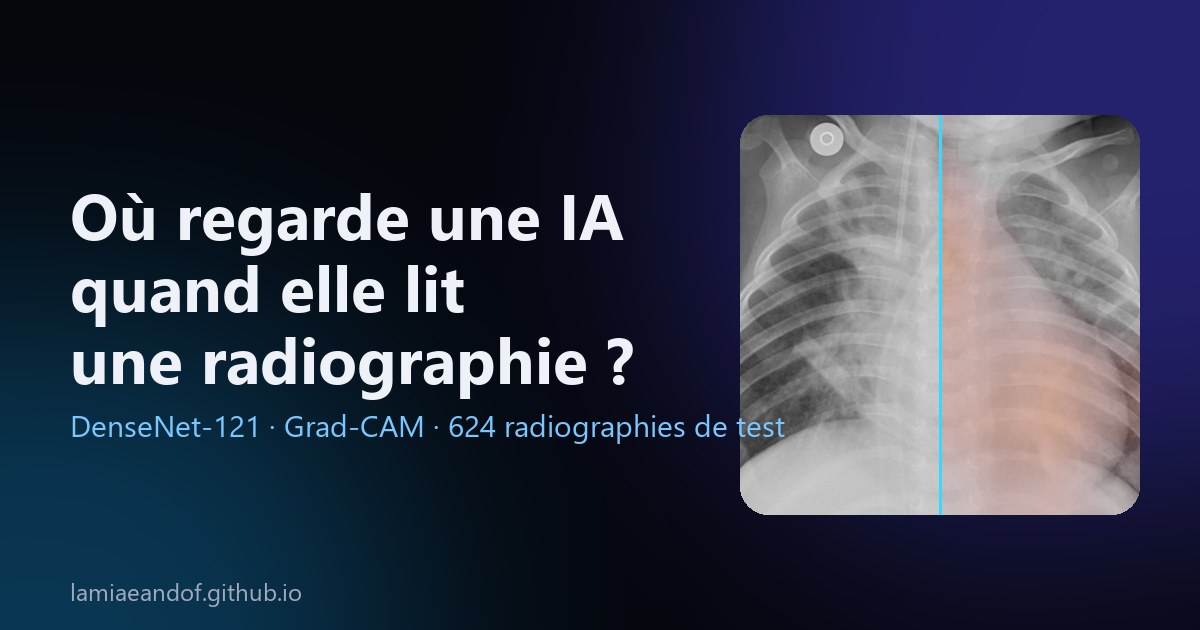 Où regarde une IA
quand elle lit
une radiographie ?
DenseNet-121 · Grad-CAM · 624 radiographies de test
lamiaeandof.github.io